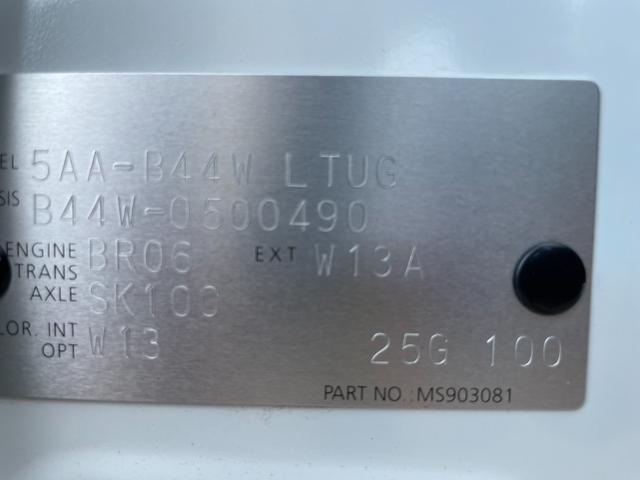 EL 5AA-B44W LTUG
SIS B44W-0500490
ENGINE BR06 EXT W13A
TRANS
AXLE SK10C
LOR. INT W13
OPT 25G 100
PART NO.:MS903081